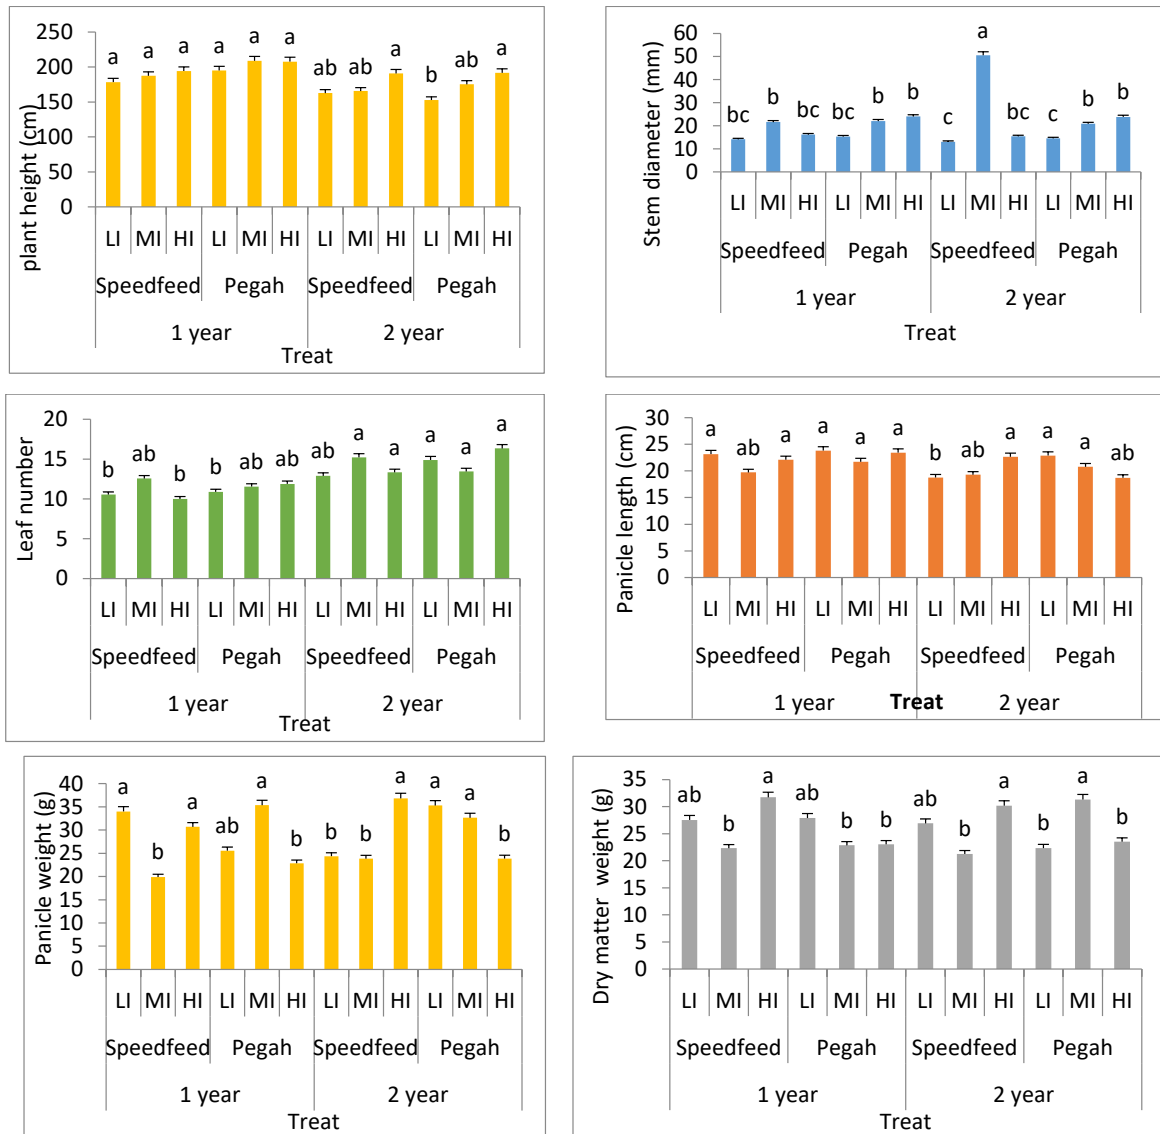 plant height (cm)
250
200
150
100
50
0
a a a a a a ab ab a b ab a
LI MI HI LI MI HI LI MI HI LI MI HI
Speedfeed Pegah Speedfeed Pegah
1 year 2 year
Treat
Stem diameter (mm)
60
50
40
30
20
10
0
bc b bc bc b b c a bc c b b
LI MI HI LI MI HI LI MI HI LI MI HI
Speedfeed Pegah Speedfeed Pegah
1 year 2 year
Treat
Leaf number
20
15
10
5
0
b ab b b ab ab ab a a a a a
LI MI HI LI MI HI LI MI HI LI MI HI
Speedfeed Pegah Speedfeed Pegah
1 year 2 year
Treat
Panicle length (cm)
30
25
20
15
10
5
0
a ab a a a a b ab a a a ab
LI MI HI LI MI HI LI MI HI LI MI HI
Speedfeed Pegah Speedfeed Pegah
1 year Treat 2 year
Panicle weight (g)
40
35
30
25
20
15
10
5
0
a b a ab a b b b a a a b
LI MI HI LI MI HI LI MI HI LI MI HI
Speedfeed Pegah Speedfeed Pegah
1 year 2 year
Treat
Dry matter weight (g)
35
30
25
20
15
10
5
0
ab b a ab b b ab b a b a b
LI MI HI LI MI HI LI MI HI LI MI HI
Speedfeed Pegah Speedfeed Pegah
1 year 2 year
Treat